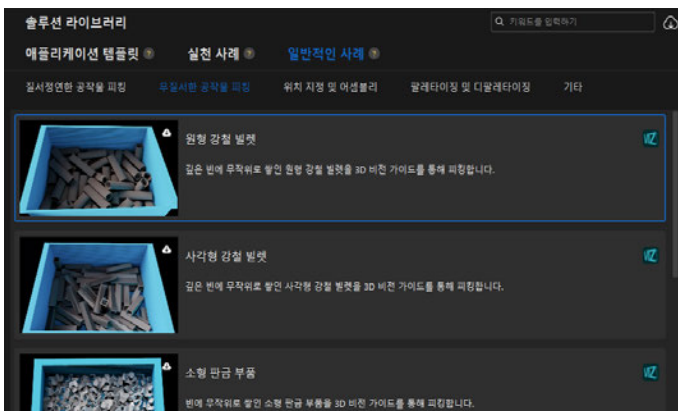 솔루션 라이브러리
키워드를 입력하기
애플리케이션 템플릿 ? 실천 사례 ? 일반적인 사례 ?
질서정연한 공작물 피킹 무질서한 공작물 피킹 위치 지정 및 어셈블리 팔레타이징 및 디팔레타이징 기타
원형 강철 빌렛
VIZ
깊은 빈에 무작위로 쌓인 원형 강철 빌렛을 3D 비전 가이드를 통해 피킹합니다.
사각형 강철 빌렛
VIZ
깊은 빈에 무작위로 쌓인 사각형 강철 빌렛을 3D 비전 가이드를 통해 피킹합니다.
소형 판금 부품
VIZ
빈에 무작위로 쌓인 소형 판금 부품을 3D 비전 가이드를 통해 피킹합니다.